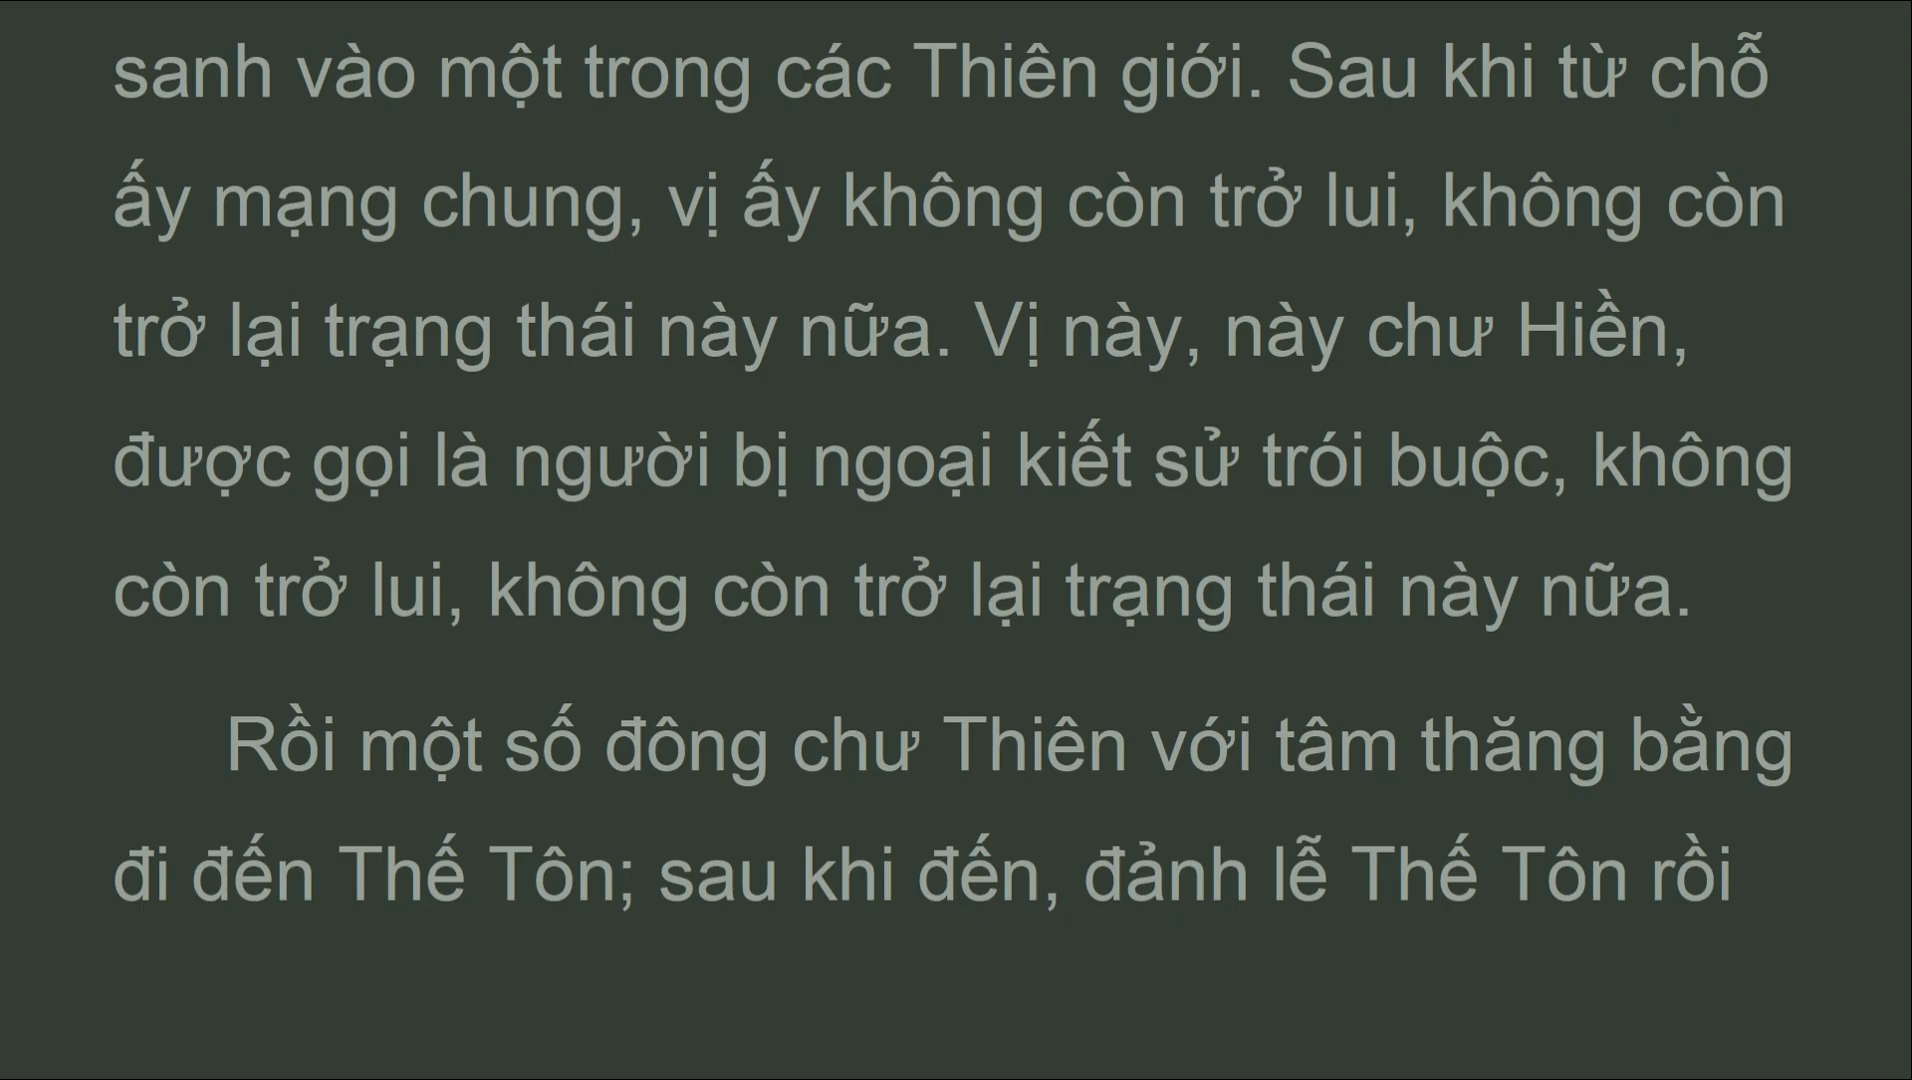 sanh vào một trong các Thiên giới. Sau khi từ chỗ
ấy mạng chung, vị ấy không còn trở lui, không còn
trở lại trạng thái này nữa. Vị này, này chư Hiền,
được gọi là người bị ngoại kiết sử trói buộc, không
còn trở lui, không còn trở lại trạng thái này nữa.
Rồi một số đông chư Thiên với tâm thăng bằng
đi đến Thế Tôn; sau khi đến, đảnh lễ Thế Tôn rồi